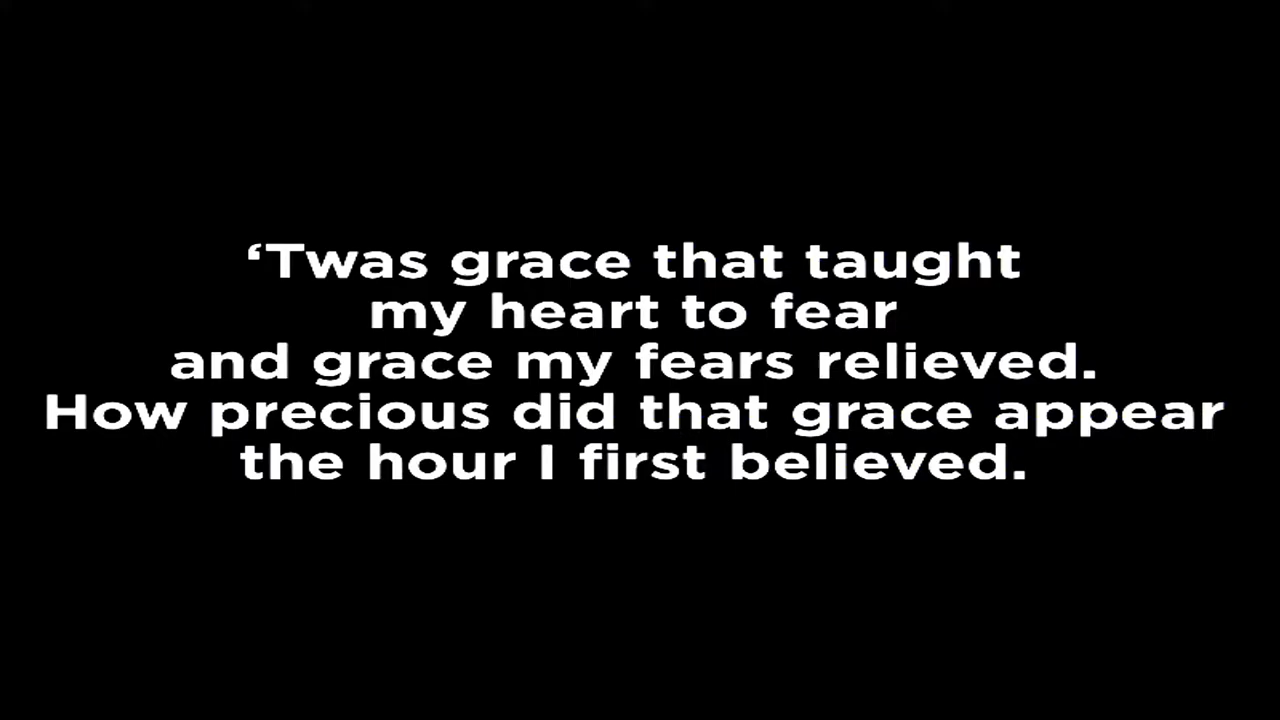 ‘Twas grace that taught
my heart to fear
and grace my fears relieved.
How precious did that grace appear
the hour I first believed.